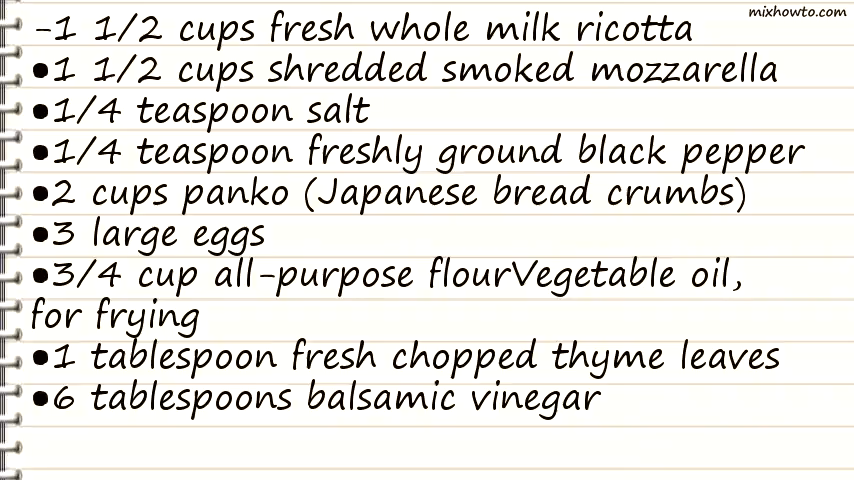 mixhowto.com
-1 1/2 cups fresh whole milk ricotta
•1 1/2 cups shredded smoked mozzarella
•1/4 teaspoon salt
•1/4 teaspoon freshly ground black pepper
•2 cups panko (Japanese bread crumbs)
•3 large eggs
•3/4 cup all-purpose flourVegetable oil,
for frying
•1 tablespoon fresh chopped thyme leaves
•6 tablespoons balsamic vinegar